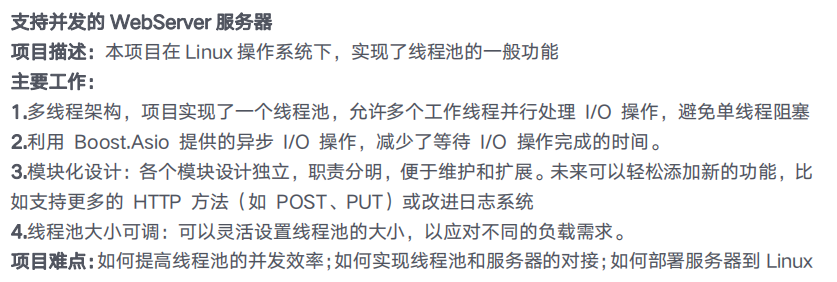 支持并发的 WebServer 服务器
项目描述：本项目在 Linux 操作系统下，实现了线程池的一般功能
主要工作：
1.多线程架构，项目实现了一个线程池，允许多个工作线程并行处理 I/O 操作，避免单线程阻塞
2.利用 Boost.Asio 提供的异步 I/O 操作，减少了等待 I/O 操作完成的时间。
3.模块化设计：各个模块设计独立，职责分明，便于维护和扩展。未来可以轻松添加新的功能，比
如支持更多的 HTTP 方法（如 POST、PUT）或改进日志系统
4.线程池大小可调：可以灵活设置线程池的大小，以应对不同的负载需求。
项目难点:如何提高线程池的并发效率;如何实现线程池和服务器的对接;如何部署服务器到 Linux